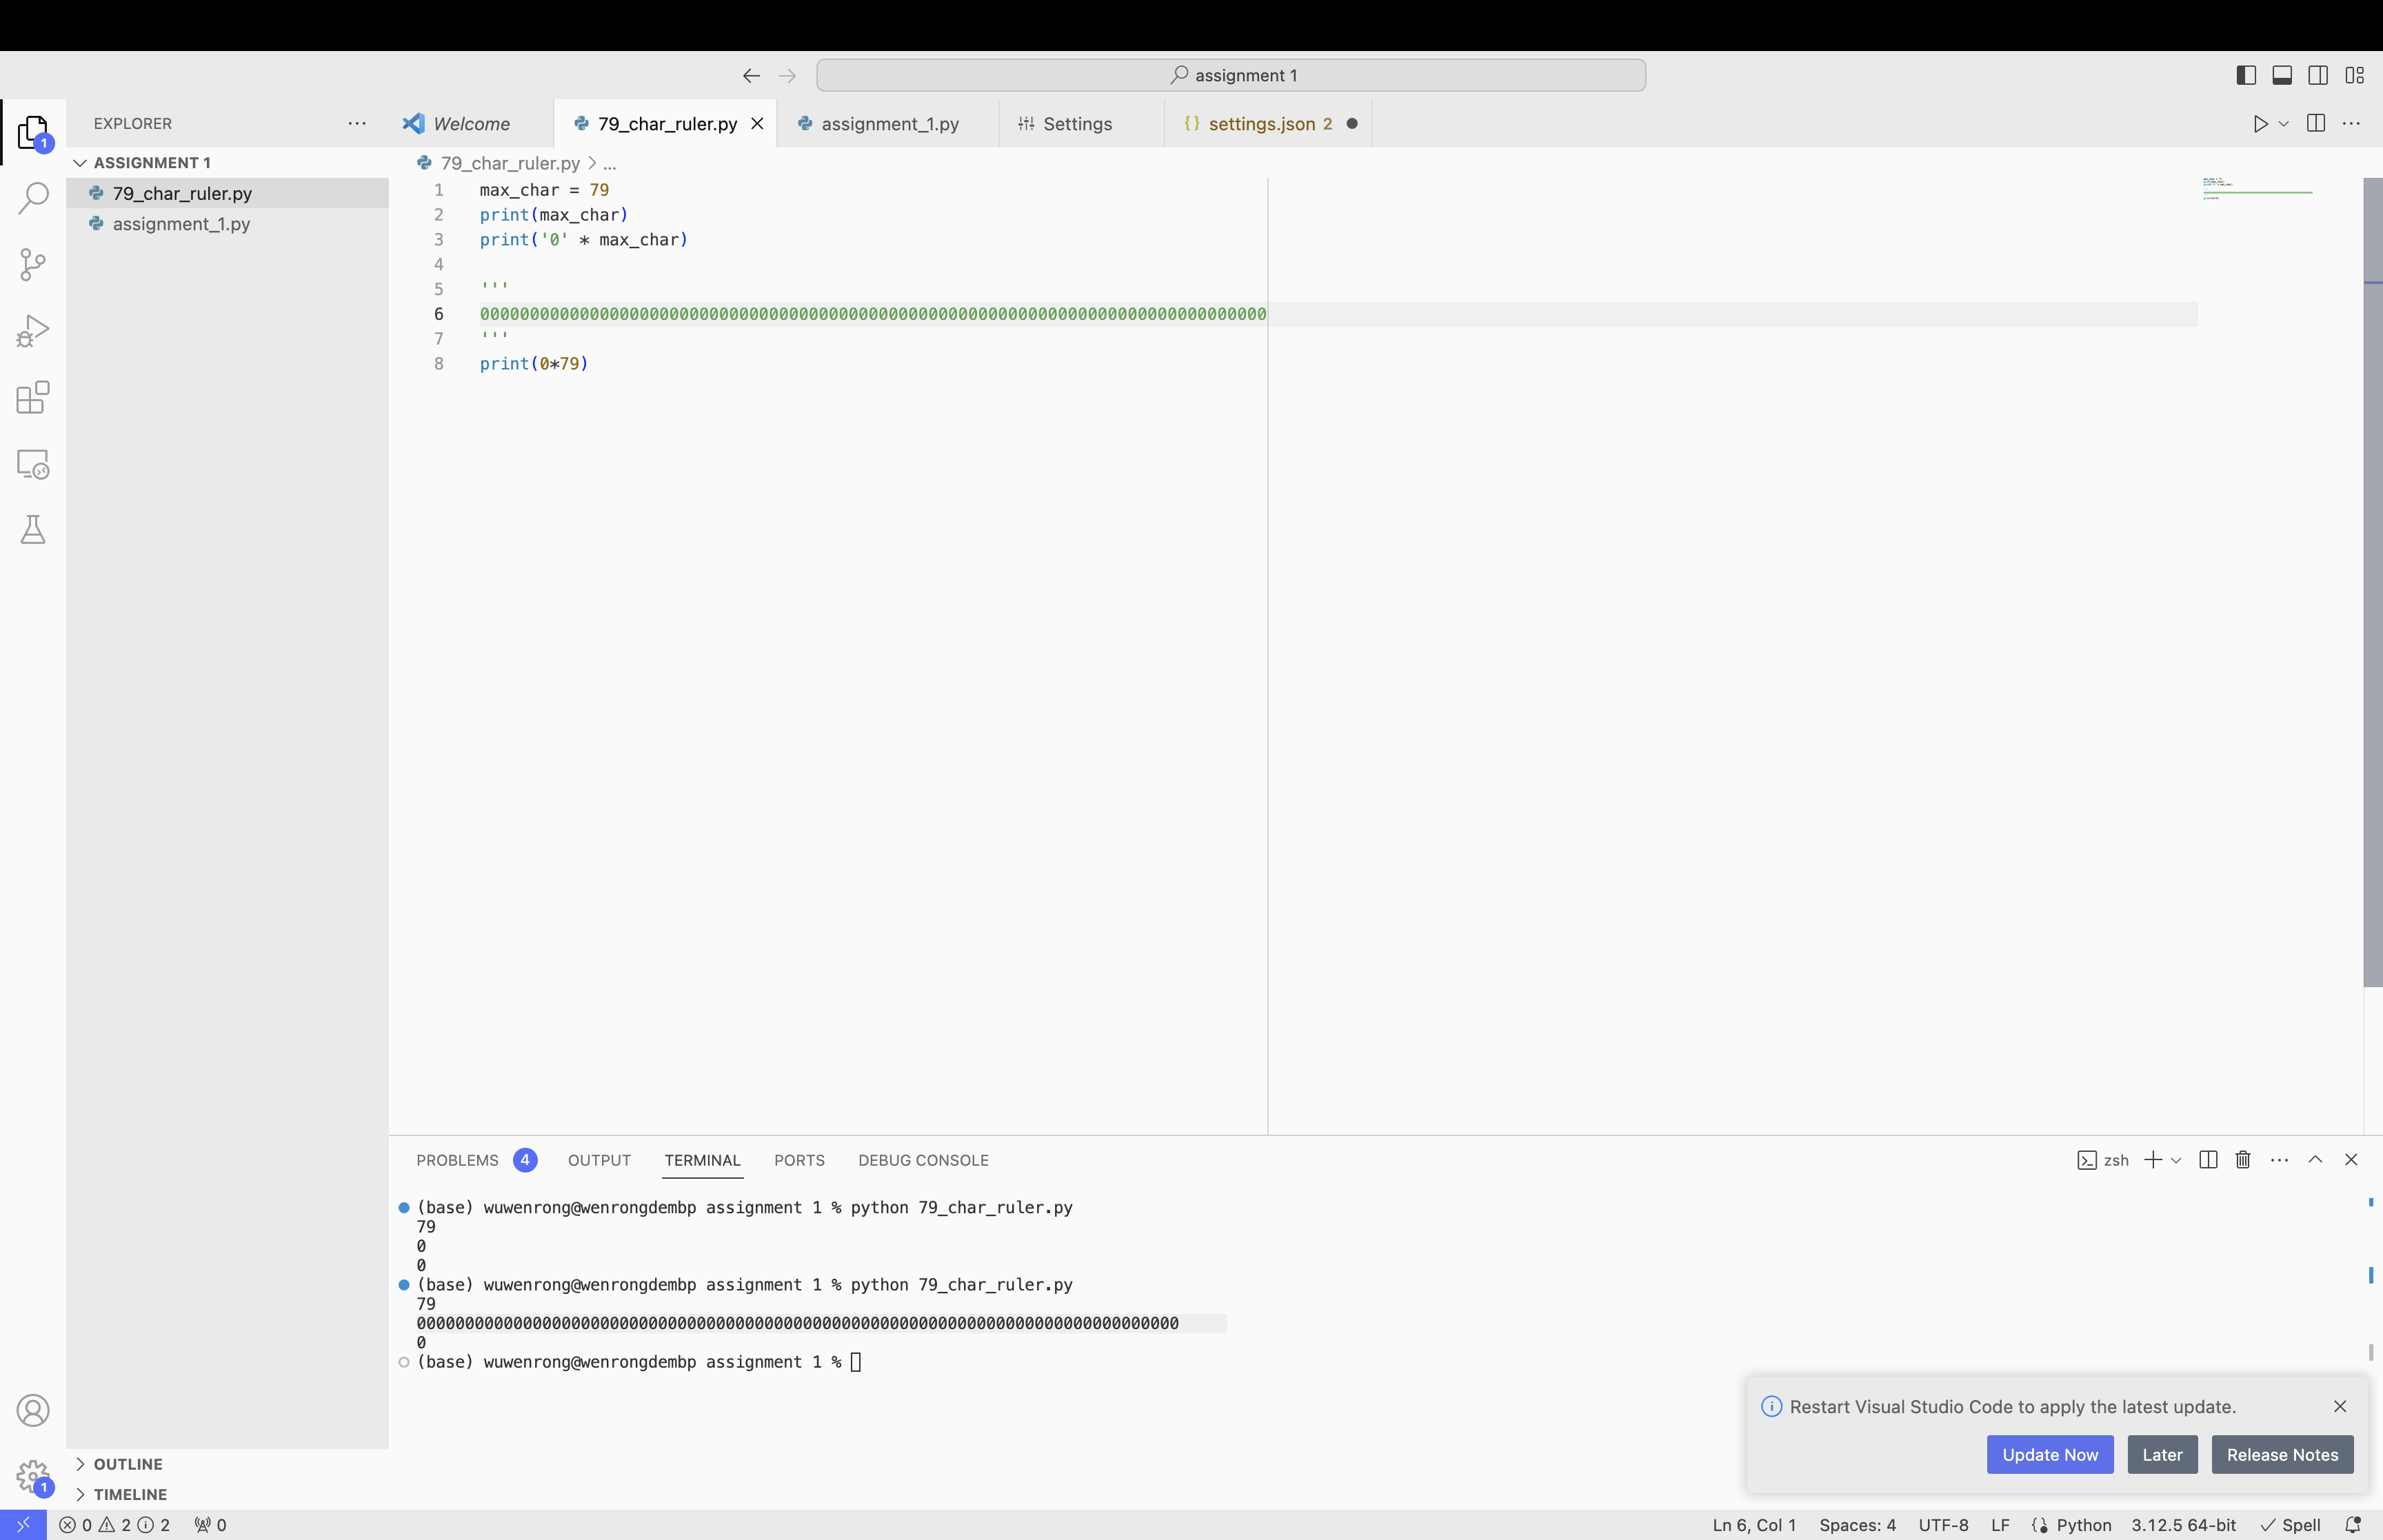 assignment 1
EXPLORER
Welcome
79_char_ruler.py
assignment_1.py
Settings
settings.json 2
1
ASSIGNMENT 1
79_char_ruler.py
assignment_1.py
79_char_ruler.py > ...
1 max_char = 79
2 print(max_char)
3 print('0' * max_char)
4
5 '''
6 0000000000000000000000000000000000000000000000000000000000000000000000000000000
7 '''
8 print(0*79)
PROBLEMS 4 OUTPUT TERMINAL PORTS DEBUG CONSOLE
zsh
(base) wuwenrong@wenrongdembp assignment 1 % python 79_char_ruler.py
79
0
0
(base) wuwenrong@wenrongdembp assignment 1 % python 79_char_ruler.py
79
0000000000000000000000000000000000000000000000000000000000000000000000000000000
0
(base) wuwenrong@wenrongdembp assignment 1 %
Restart Visual Studio Code to apply the latest update.
Update Now Later Release Notes
OUTLINE
1
TIMELINE
0 2 2 0
Ln 6, Col 1 Spaces: 4 UTF-8 LF Python 3.12.5 64-bit Spell